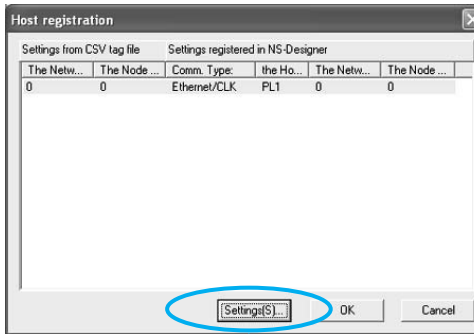 Host registration
Settings from CSV tag file Settings registered in NS-Designer
The Netw... The Node ... Comm. Type: the Ho... The Netw... The Node ...
0 0 Ethernet/CLK PL1 0 0
Settings(S)... OK Cancel